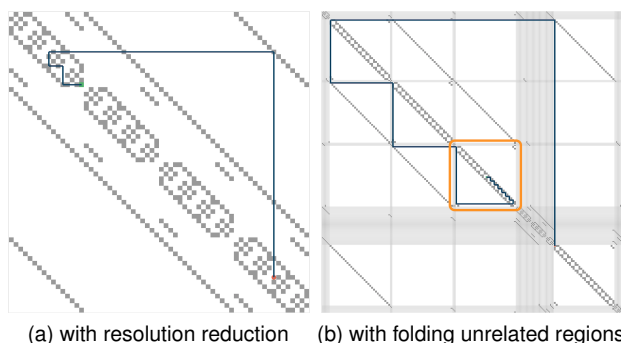 (a) with resolution reduction (b) with folding unrelated regions